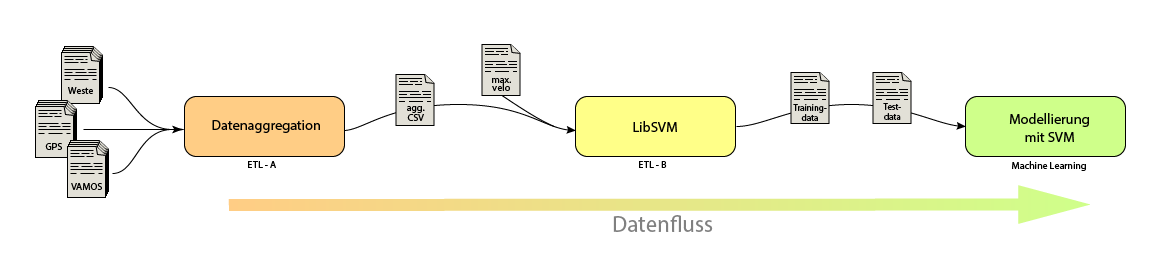 Weste
GPS
VAMOS
Datenaggregation
ETL - A
agg.
CSV
max.
velo
LibSVM
ETL - B
Training-
data
Test-
data
Modellierung
mit SVM
Machine Learning
Datenfluss